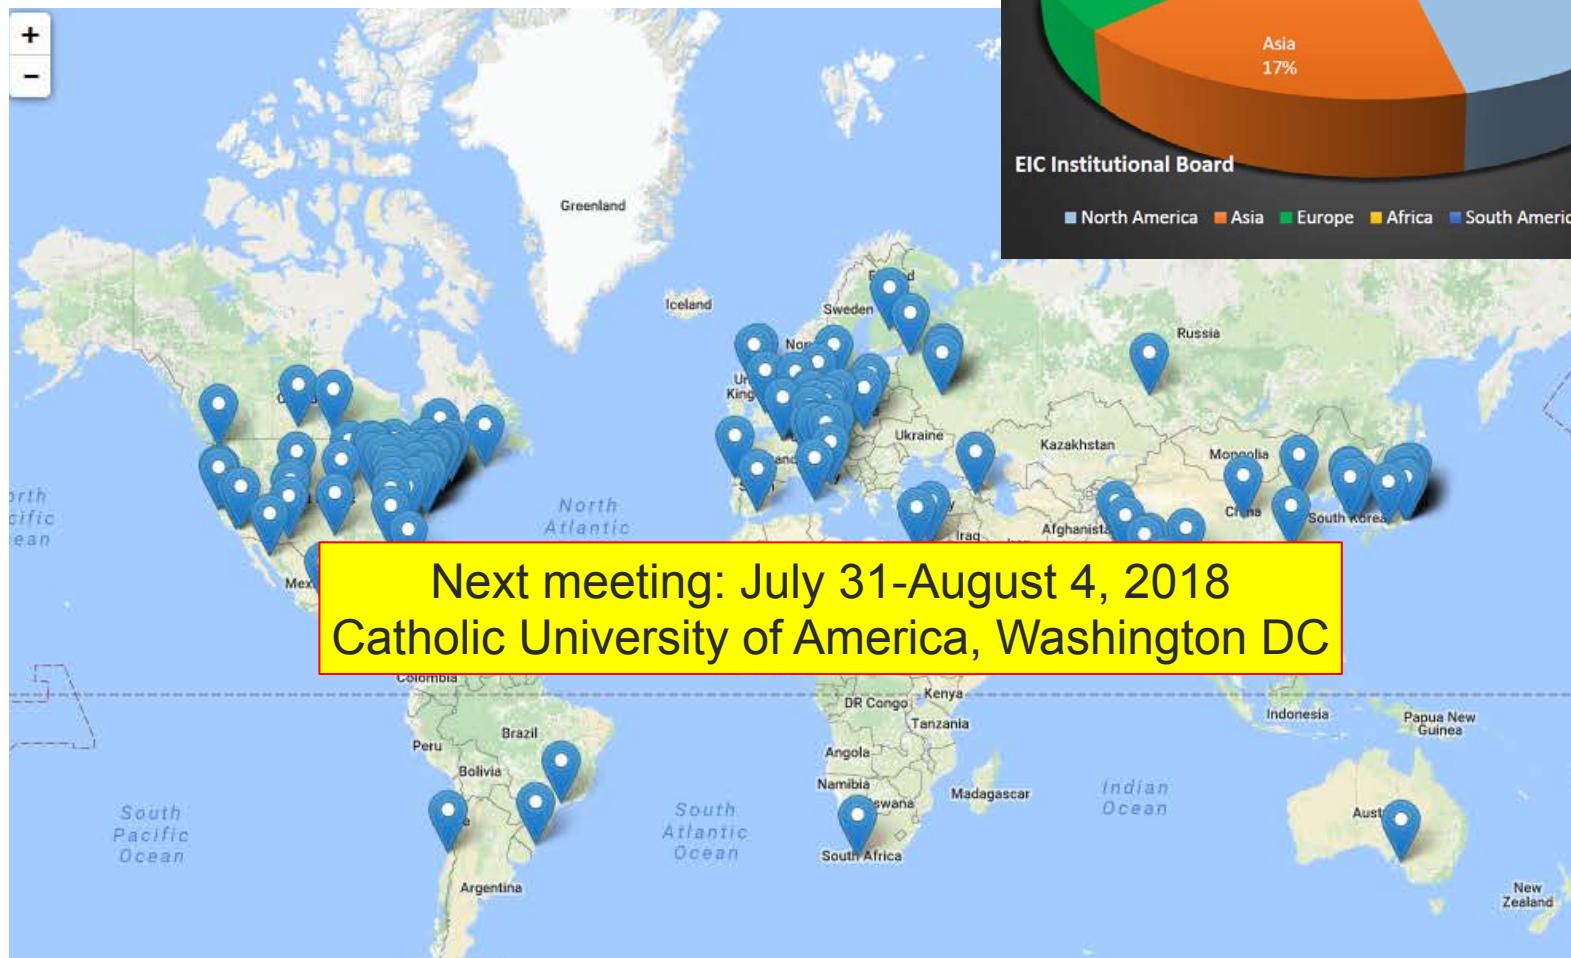 +
−
Asia
17%
EIC Institutional Board
North America Asia Europe Africa South Americ
Greenland
Iceland
Sweden
Russia
Ukraine
Kazakhstan
Mongolia
North
Atlantic
China
South Korea
Iraq
Next meeting: July 31-August 4, 2018
Catholic University of America, Washington DC
Colombia
Kenya
DR Congo
Tanzania
Indonesia
Papua New
Guinea
Peru
Brazil
Angola
Bolivia
Namibia
Madagascar
Indian
Ocean
South
Pacific
Ocean
South
Atlantic
Ocean
South Africa
Argentina
New
Zealand